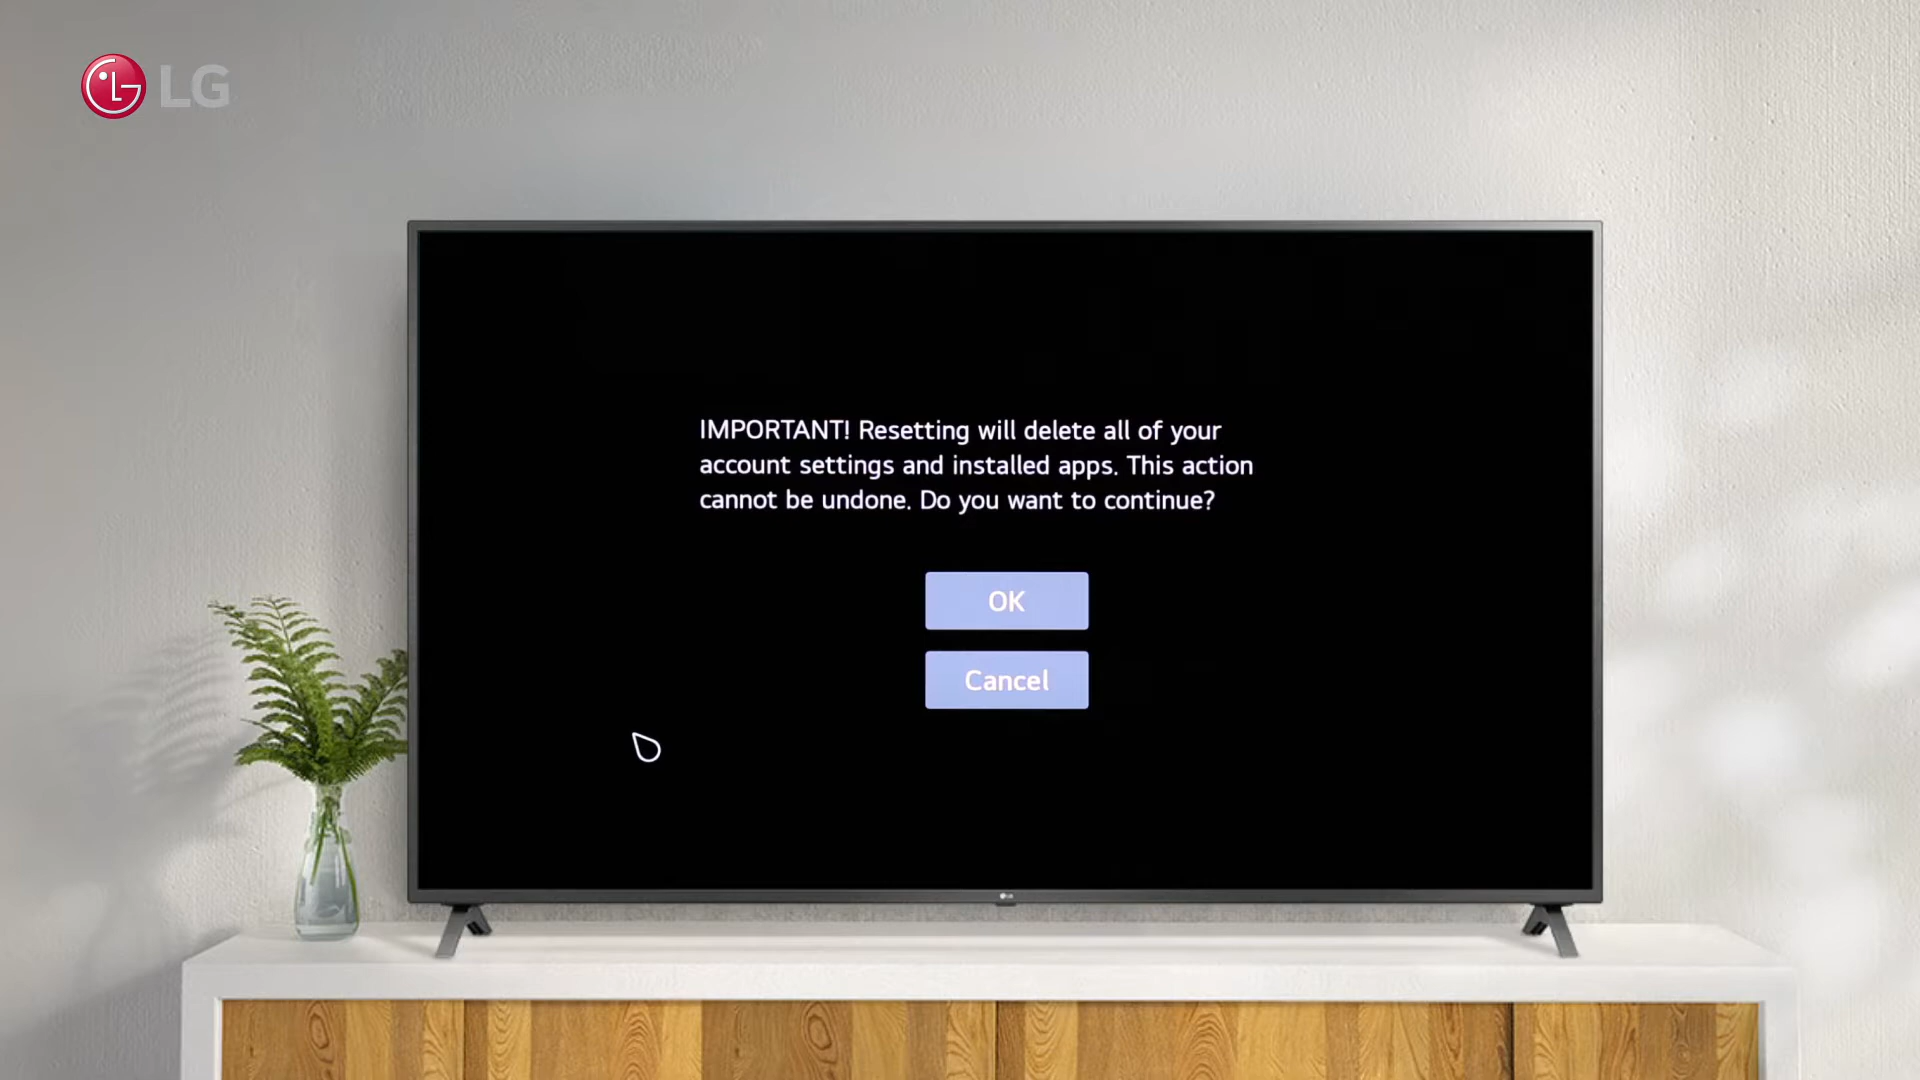 LG
IMPORTANT! Resetting will delete all of your
account settings and installed apps. This action
cannot be undone. Do you want to continue?
OK
Cancel